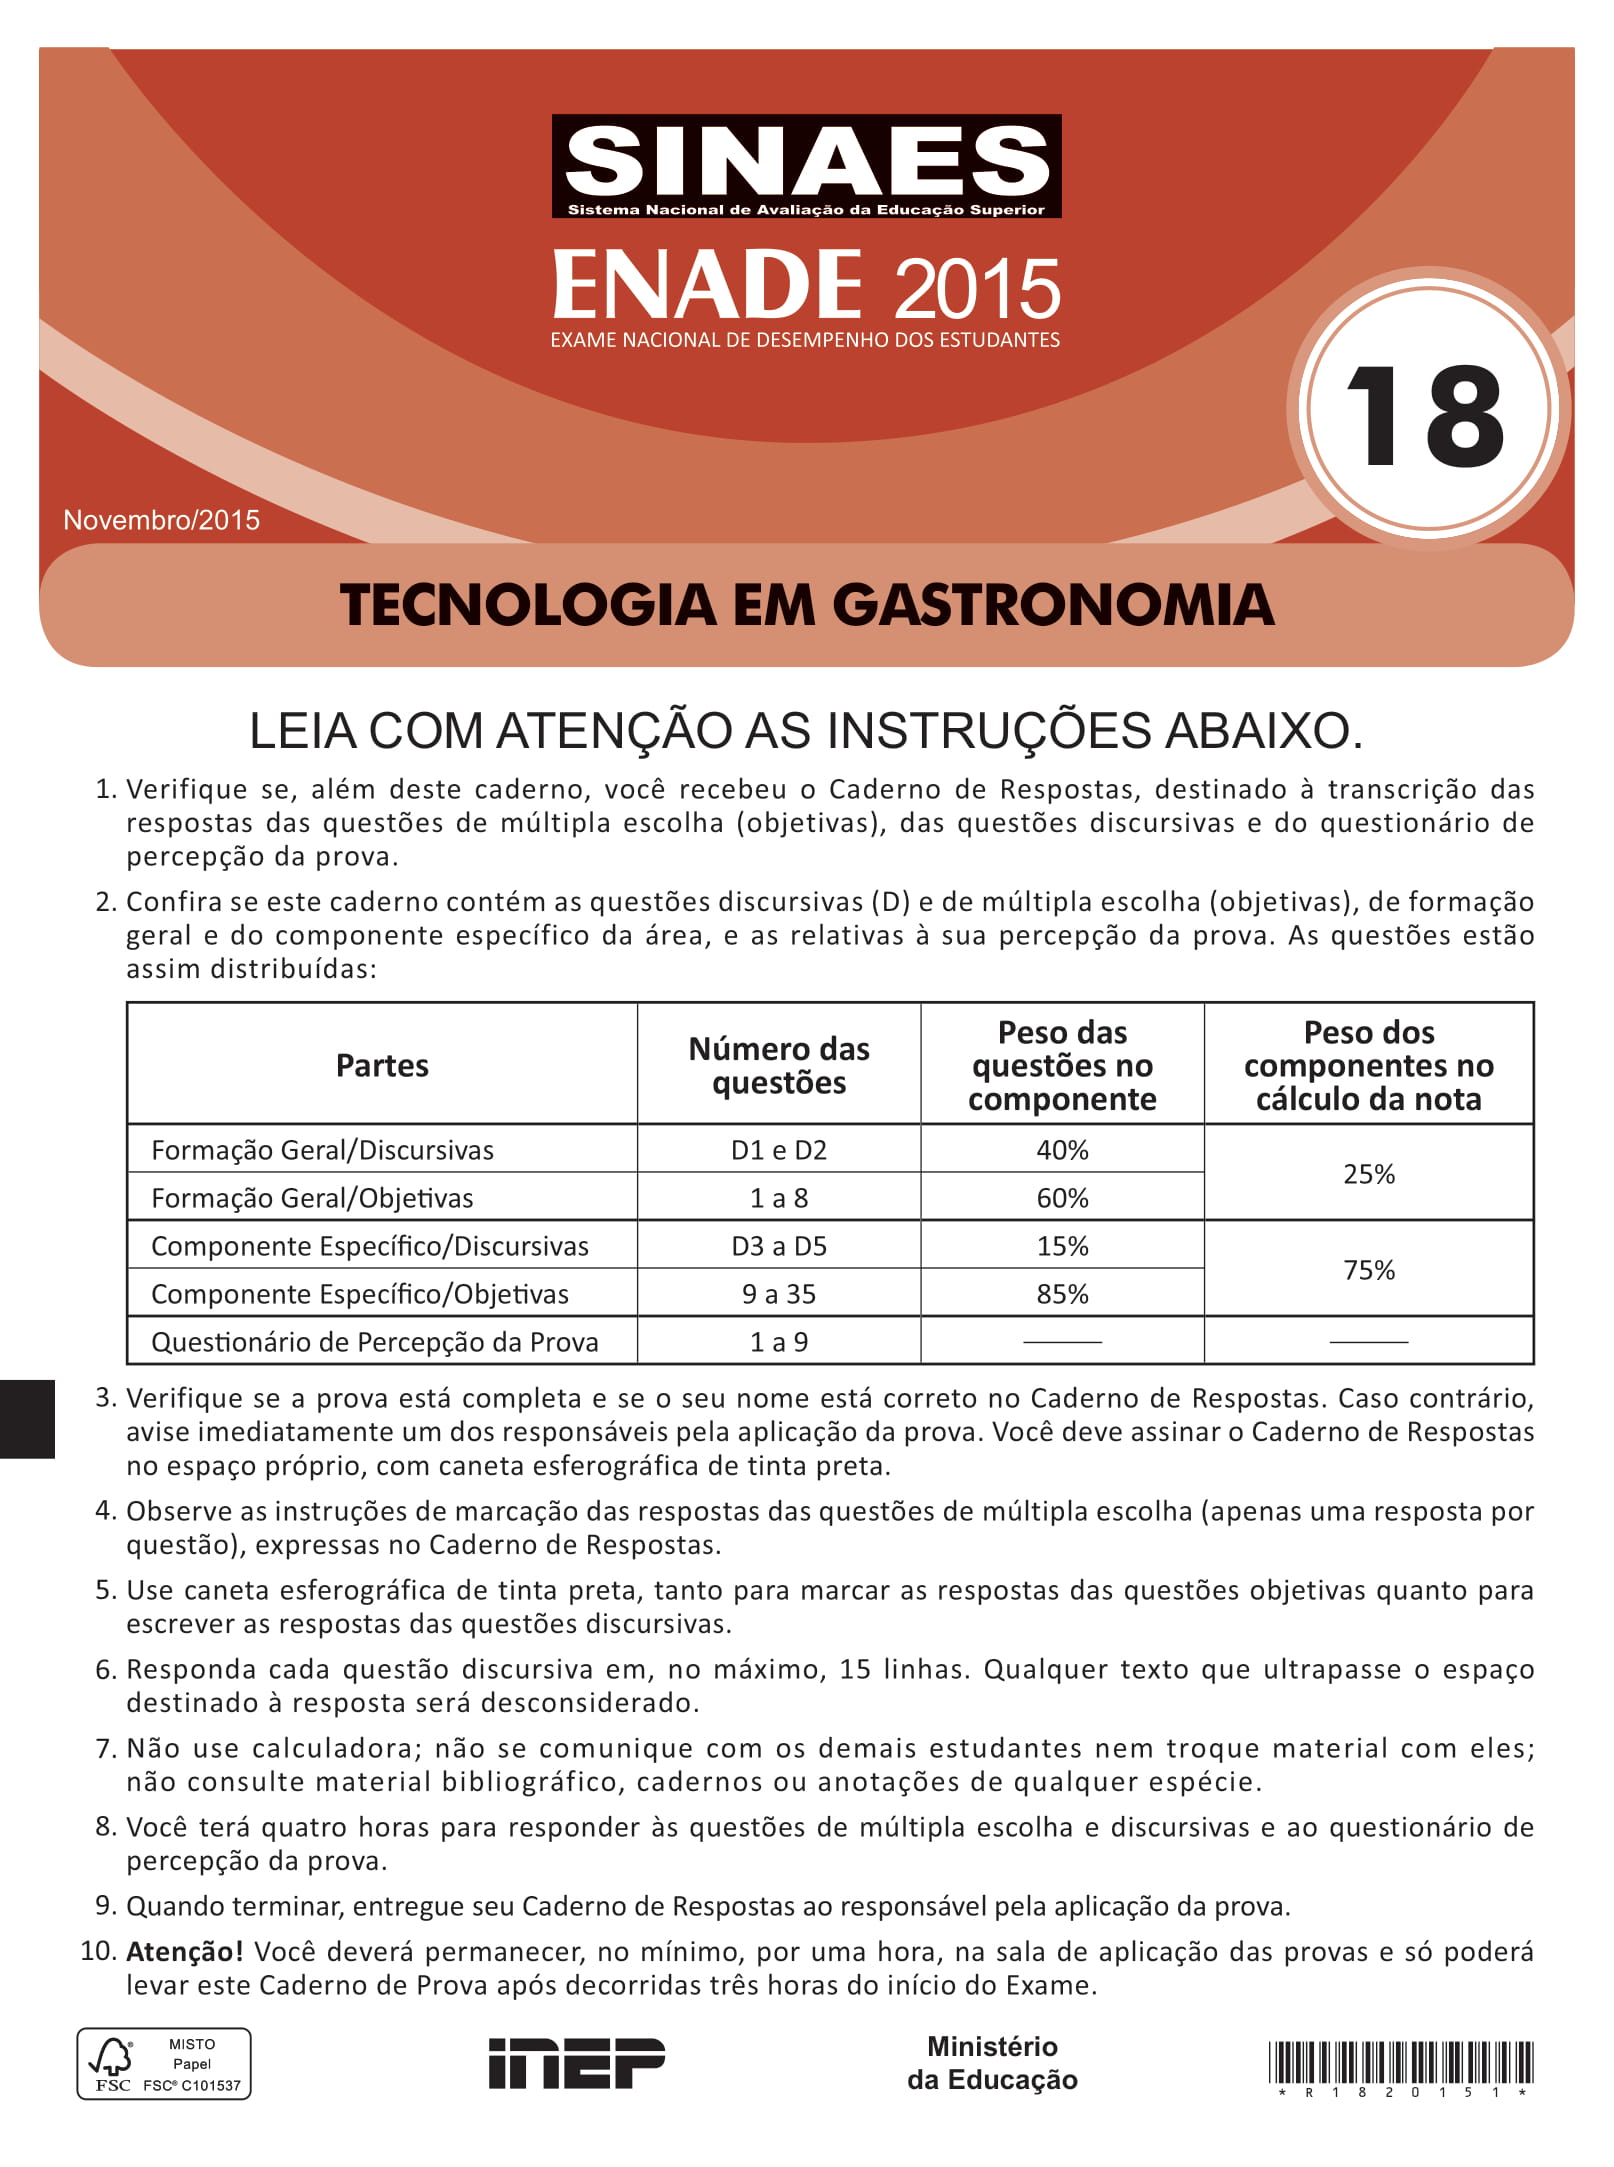 SINAES
Sistema Nacional de Avaliação da Educação Superior
ENADE 2015
EXAME NACIONAL DE DESEMPENHO DOS ESTUDANTES
18
Novembro/2015
TECNOLOGIA EM GASTRONOMIA
LEIA COM ATENÇÃO AS INSTRUÇÕES ABAIXO.
1. Verifique se, além deste caderno, você recebeu o Caderno de Respostas, destinado à transcrição das
respostas das questões de múltipla escolha (objetivas), das questões discursivas e do questionário de
percepção da prova.
2. Confira se este caderno contém as questões discursivas (D) e de múltipla escolha (objetivas), de formação
geral e do componente específico da área, e as relativas à sua percepção da prova. As questões estão
assim distribuídas:
Partes
Número das
questões
Peso das
questões no
componente
Peso dos
componentes no
cálculo da nota
Formação Geral/Discursivas D1 e D2 40%
25%
Formação Geral/Objetivas 1 a 8 60%
Componente Específico/Discursivas D3 a D5 15%
75%
Componente Específico/Objetivas 9 a 35 85%
Questionário de Percepção da Prova 1 a 9
3. Verifique se a prova está completa e se o seu nome está correto no Caderno de Respostas. Caso contrário,
avise imediatamente um dos responsáveis pela aplicação da prova. Você deve assinar o Caderno de Respostas
no espaço próprio, com caneta esferográfica de tinta preta.
4. Observe as instruções de marcação das respostas das questões de múltipla escolha (apenas uma resposta por
questão), expressas no Caderno de Respostas.
5. Use caneta esferográfica de tinta preta, tanto para marcar as respostas das questões objetivas quanto para
escrever as respostas das questões discursivas.
6. Responda cada questão discursiva em, no máximo, 15 linhas. Qualquer texto que ultrapasse o espaço
destinado à resposta será desconsiderado.
7. Não use calculadora; não se comunique com os demais estudantes nem troque material com eles;
não consulte material bibliográfico, cadernos ou anotações de qualquer espécie.
8. Você terá quatro horas para responder às questões de múltipla escolha e discursivas e ao questionário de
percepção da prova.
9. Quando terminar, entregue seu Caderno de Respostas ao responsável pela aplicação da prova.
10. Atenção! Você deverá permanecer, no mínimo, por uma hora, na sala de aplicação das provas e só poderá
levar este Caderno de Prova após decorridas três horas do início do Exame.
MISTO
Papel
FSC® C101537
FSC
INEP
Ministério
da Educação
* R 1 8 2 0 1 5 1 *